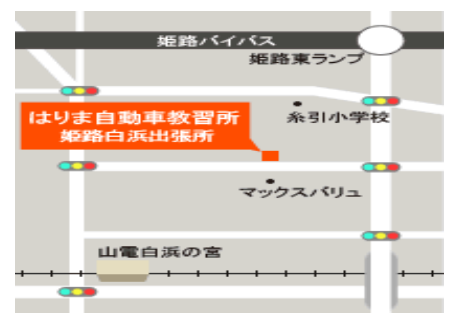 姫路バイパス
姫路東ランプ
糸引小学校
はりま自動車教習所
姫路白浜出張所
マックスバリュ
山電白浜の宮